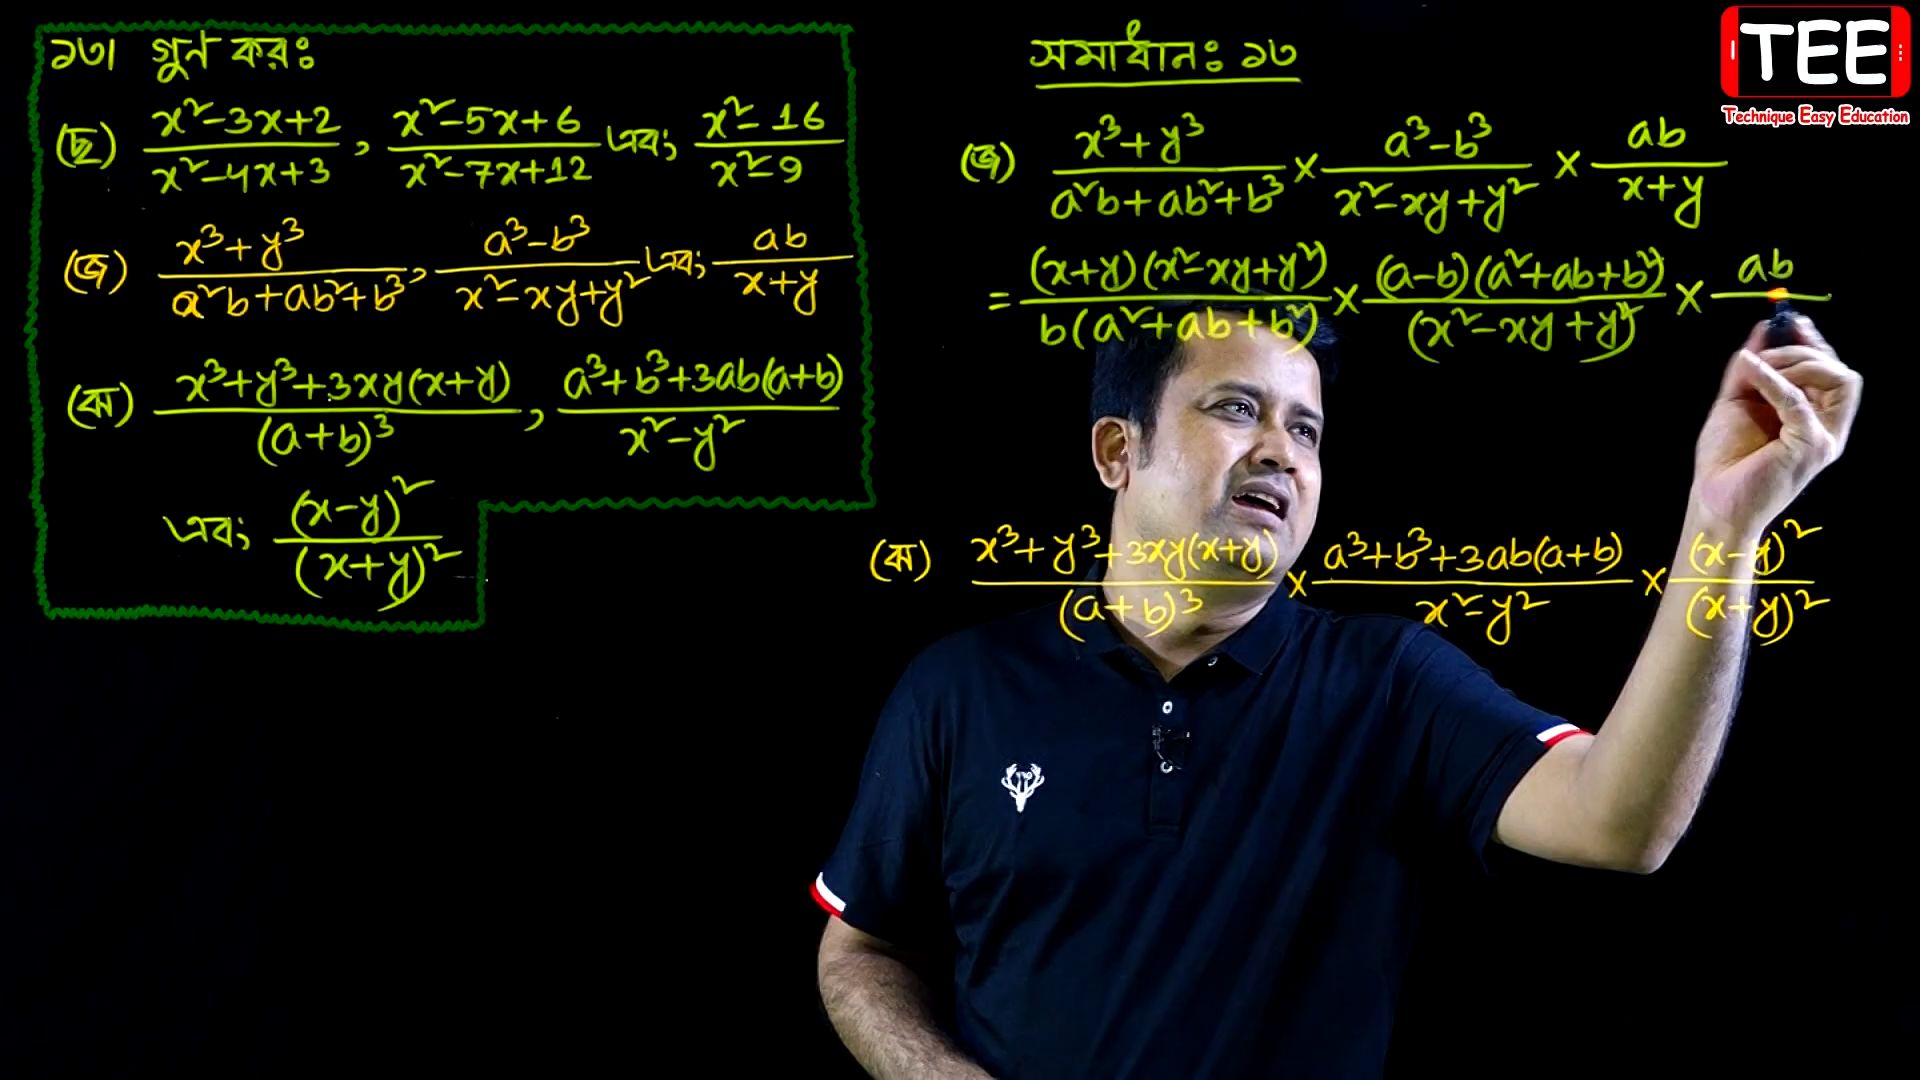 ১৩। গুণ কর:
(চ) (x²-3x+2)/(x²-4x+3), (x²-5x+6)/(x²-7x+12) এবং (x²-16)/(x²-9)
(জ) (x³+y³)/(a²b+ab²+b³), (a³-b³)/(x²-xy+y²) এবং ab/(x+y)
(ঝ) (x³+y³+3xy(x+y))/(a+b)³, (a³+b³+3ab(a+b))/(x²-y²)
এবং (x-y)²/(x+y)²
TEE
Technique Easy Education
সমাধান: ১৩
(জ) (x³+y³)/(a²b+ab²+b³) × (a³-b³)/(x²-xy+y²) × ab/(x+y)
= (x+y)(x²-xy+y²)/b(a²+ab+b²) × (a-b)(a²+ab+b²)/(x²-xy+y²) × ab/
(ঝ) (x³+y³+3xy(x+y))/(a+b)³ × (a³+b³+3ab(a+b))/(x²-y²) × (x-y)²/(x+y)²